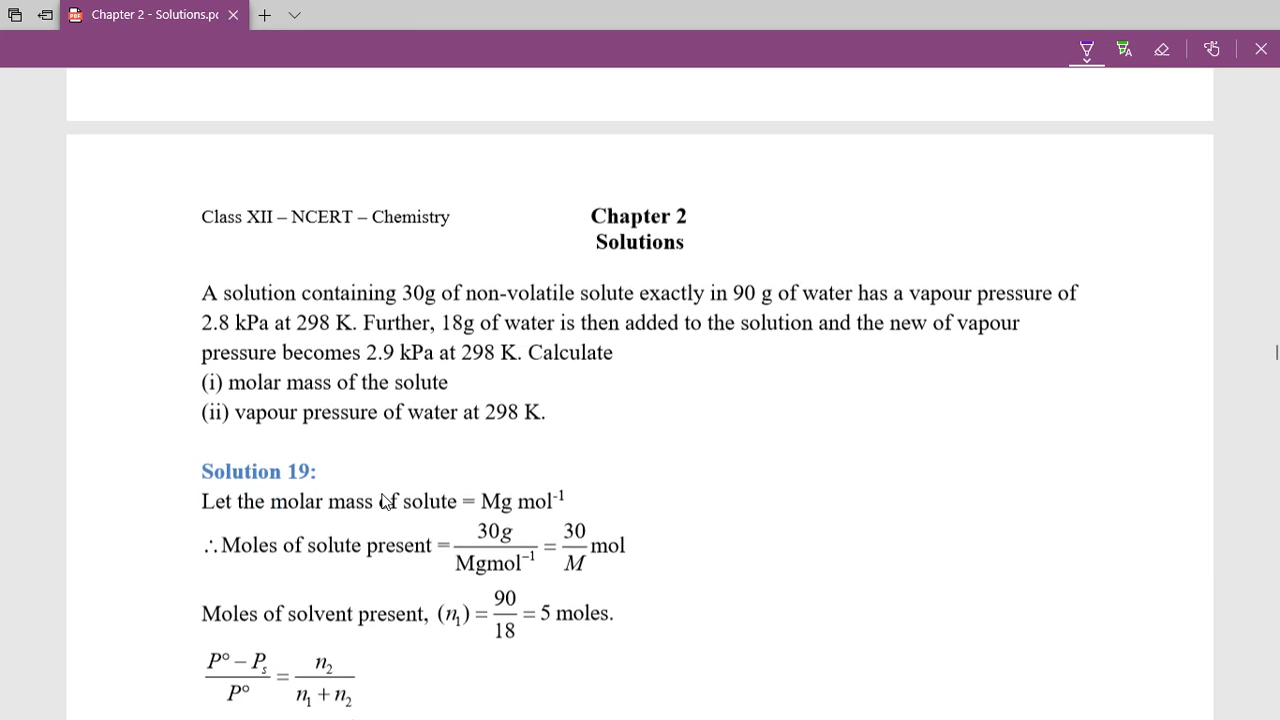 Chapter 2 - Solutions.pc
Class XII – NCERT – Chemistry
Chapter 2
Solutions
A solution containing 30g of non-volatile solute exactly in 90 g of water has a vapour pressure of
2.8 kPa at 298 K. Further, 18g of water is then added to the solution and the new of vapour
pressure becomes 2.9 kPa at 298 K. Calculate
(i) molar mass of the solute
(ii) vapour pressure of water at 298 K.
Solution 19:
Let the molar mass of solute = Mg mol⁻¹
∴ Moles of solute present = 30g / Mgmol⁻¹ = 30 / M mol
Moles of solvent present, (n₁) = 90 / 18 = 5 moles.
(P° – Pₛ) / P° = n₂ / (n₁ + n₂)